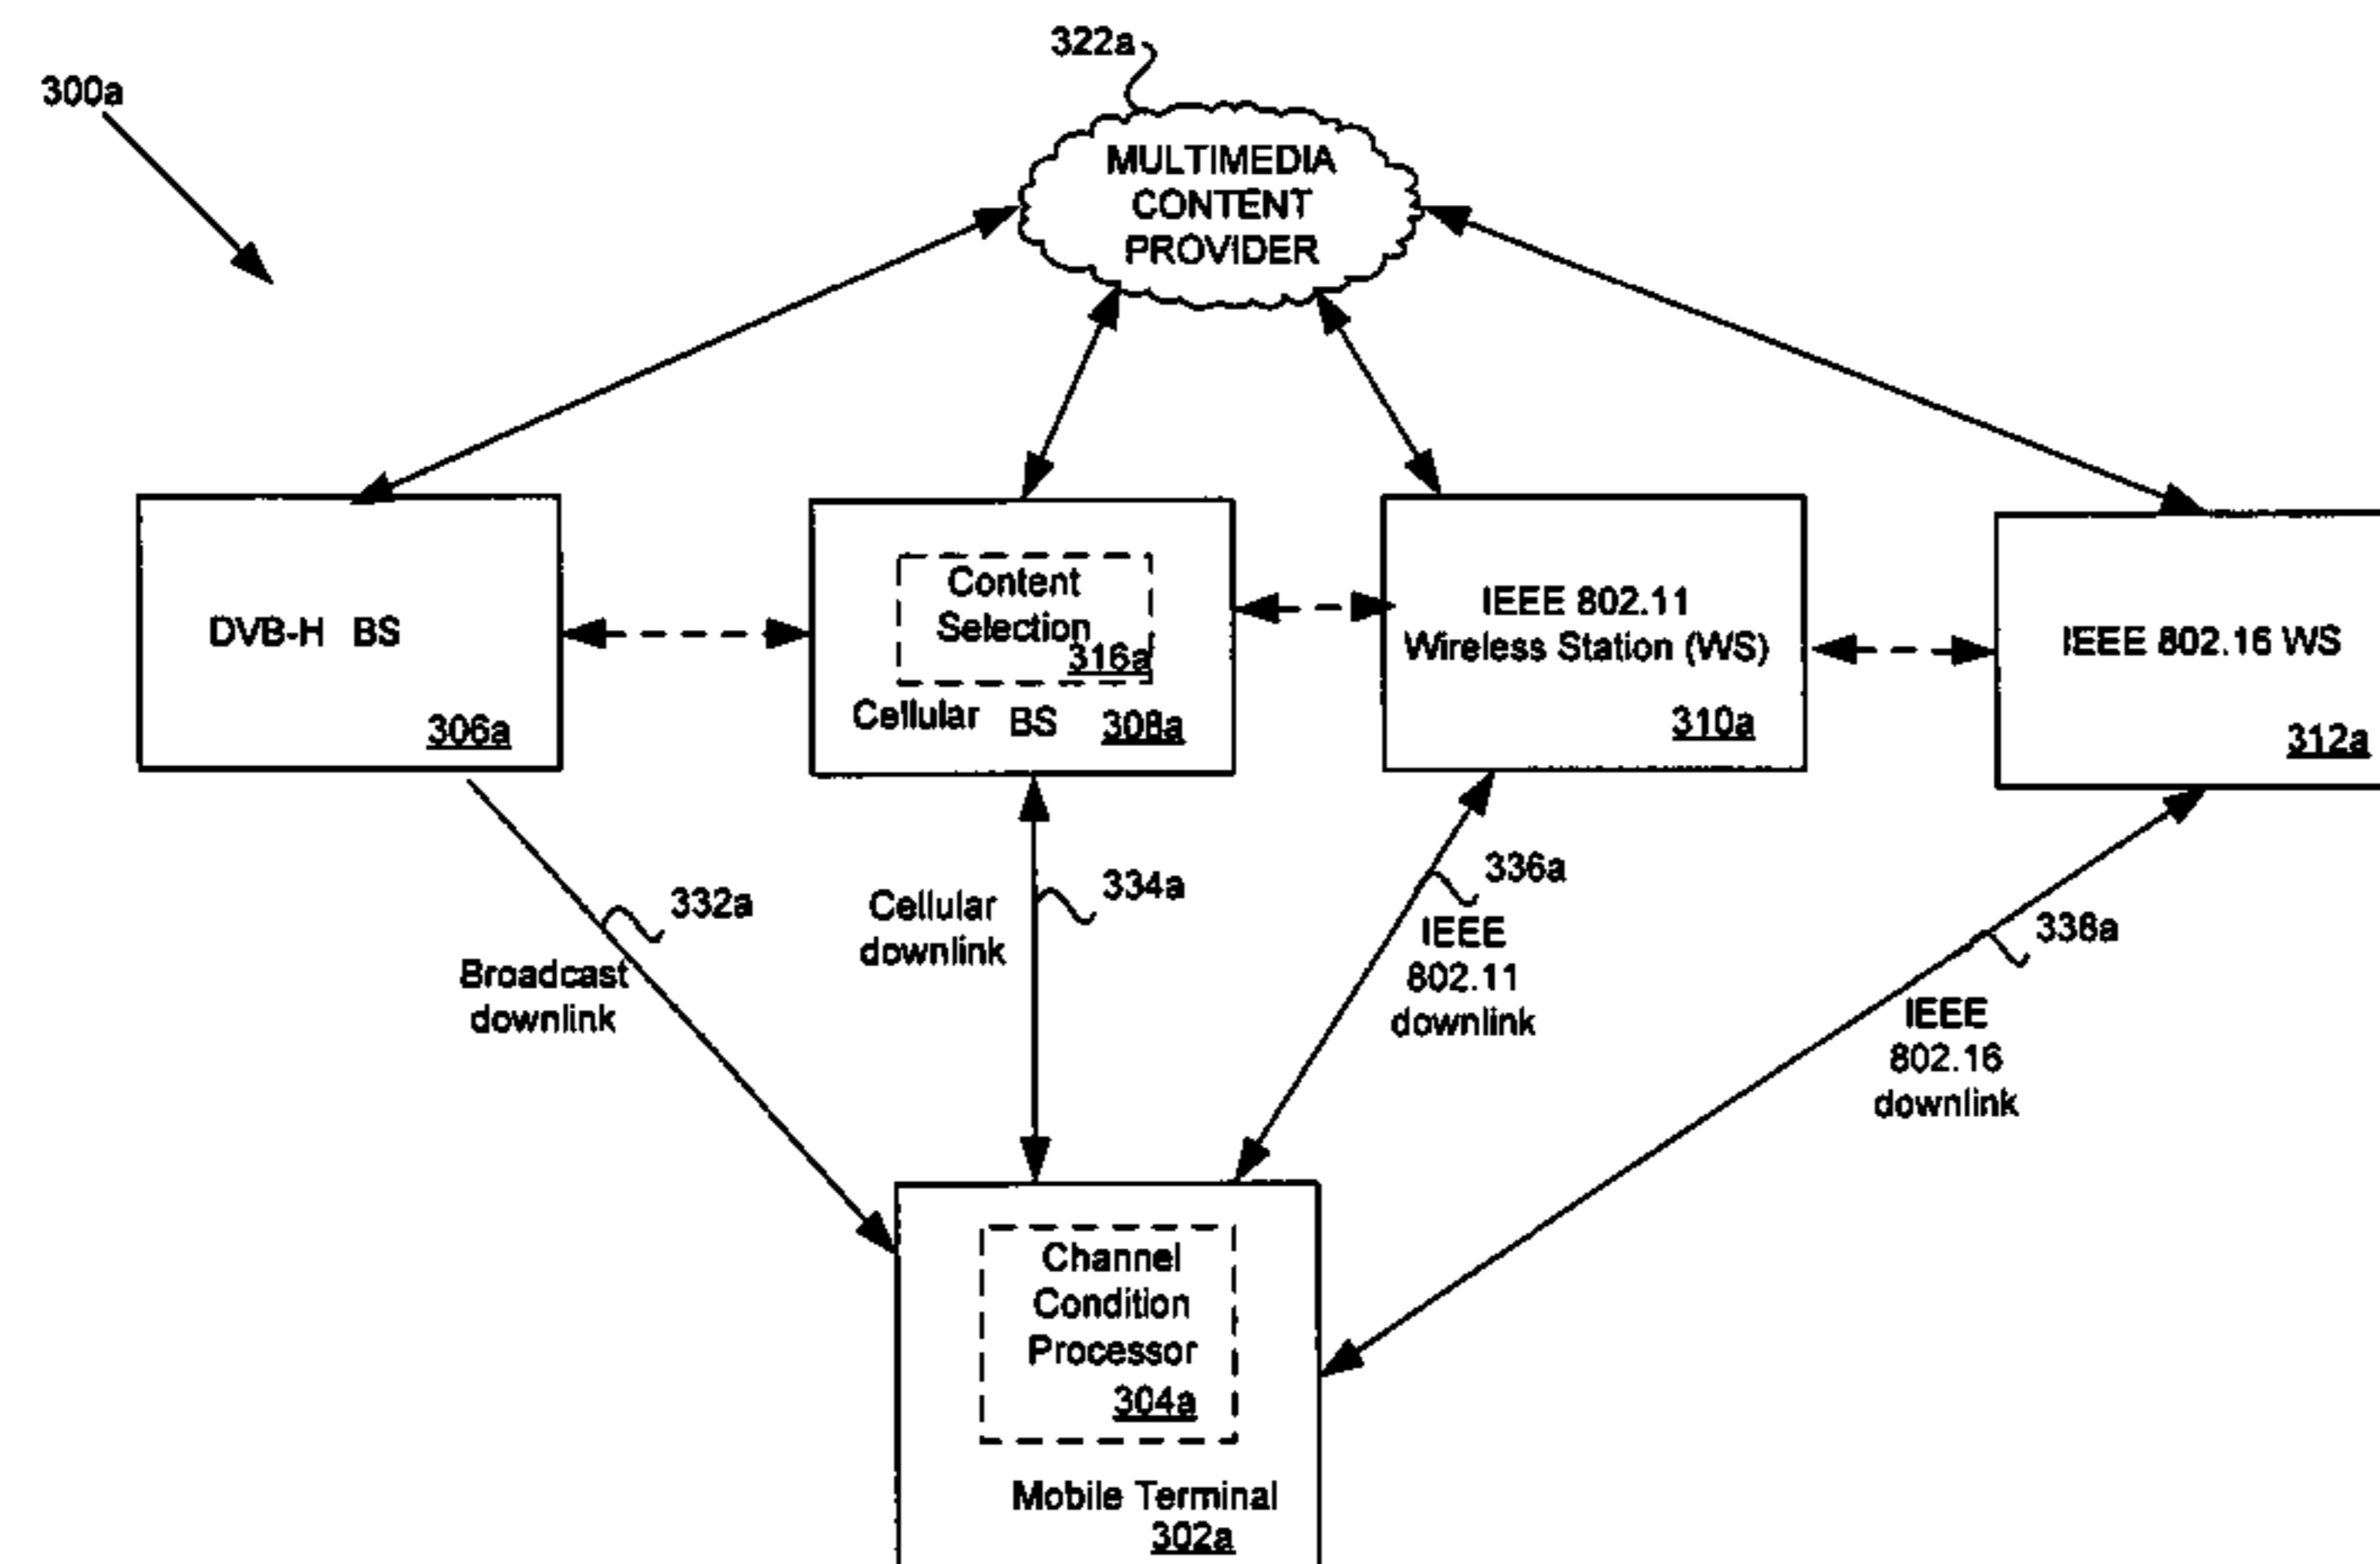 322a
300a
MULTIMEDIA
CONTENT
PROVIDER
DVB-H BS
306a
Content
Selection
316a
Cellular BS 308a
IEEE 802.11
Wireless Station (WS)
310a
IEEE 802.16 WS
312a
332a
Broadcast
downlink
Cellular
downlink
334a
336a
IEEE
802.11
downlink
338a
IEEE
802.16
downlink
Channel
Condition
Processor
304a
Mobile Terminal
302a